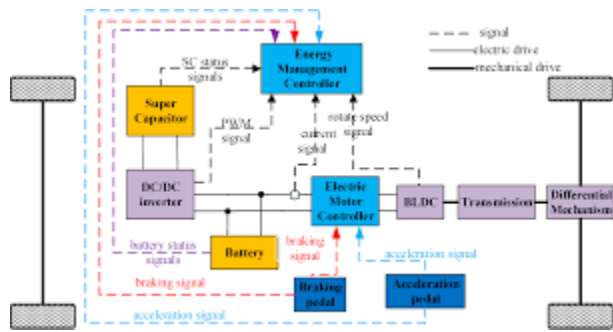 signal
electric drive
mechanical drive
Energy
Management
Controller
SC status
signals
Super
Capacitor
PWM
signal
current
signal
rotate speed
signal
DC/DC
inverter
Electric
Motor
Controller
BLDC
Transmission
Differential
Mechanism
battery status
signals
Battery
braking
signal
acceleration signal
braking signal
Braking
pedal
Acceleration
pedal
acceleration signal